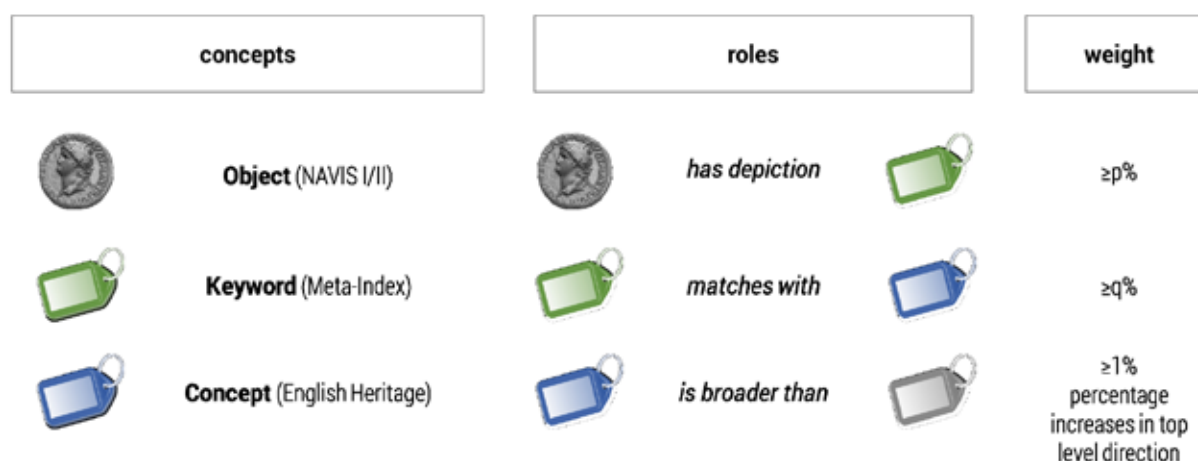 concepts
roles
weight
Object (NAVIS I/II)
has depiction
≥p%
Keyword (Meta-Index)
matches with
≥q%
Concept (English Heritage)
is broader than
≥1%
percentage
increases in top
level direction